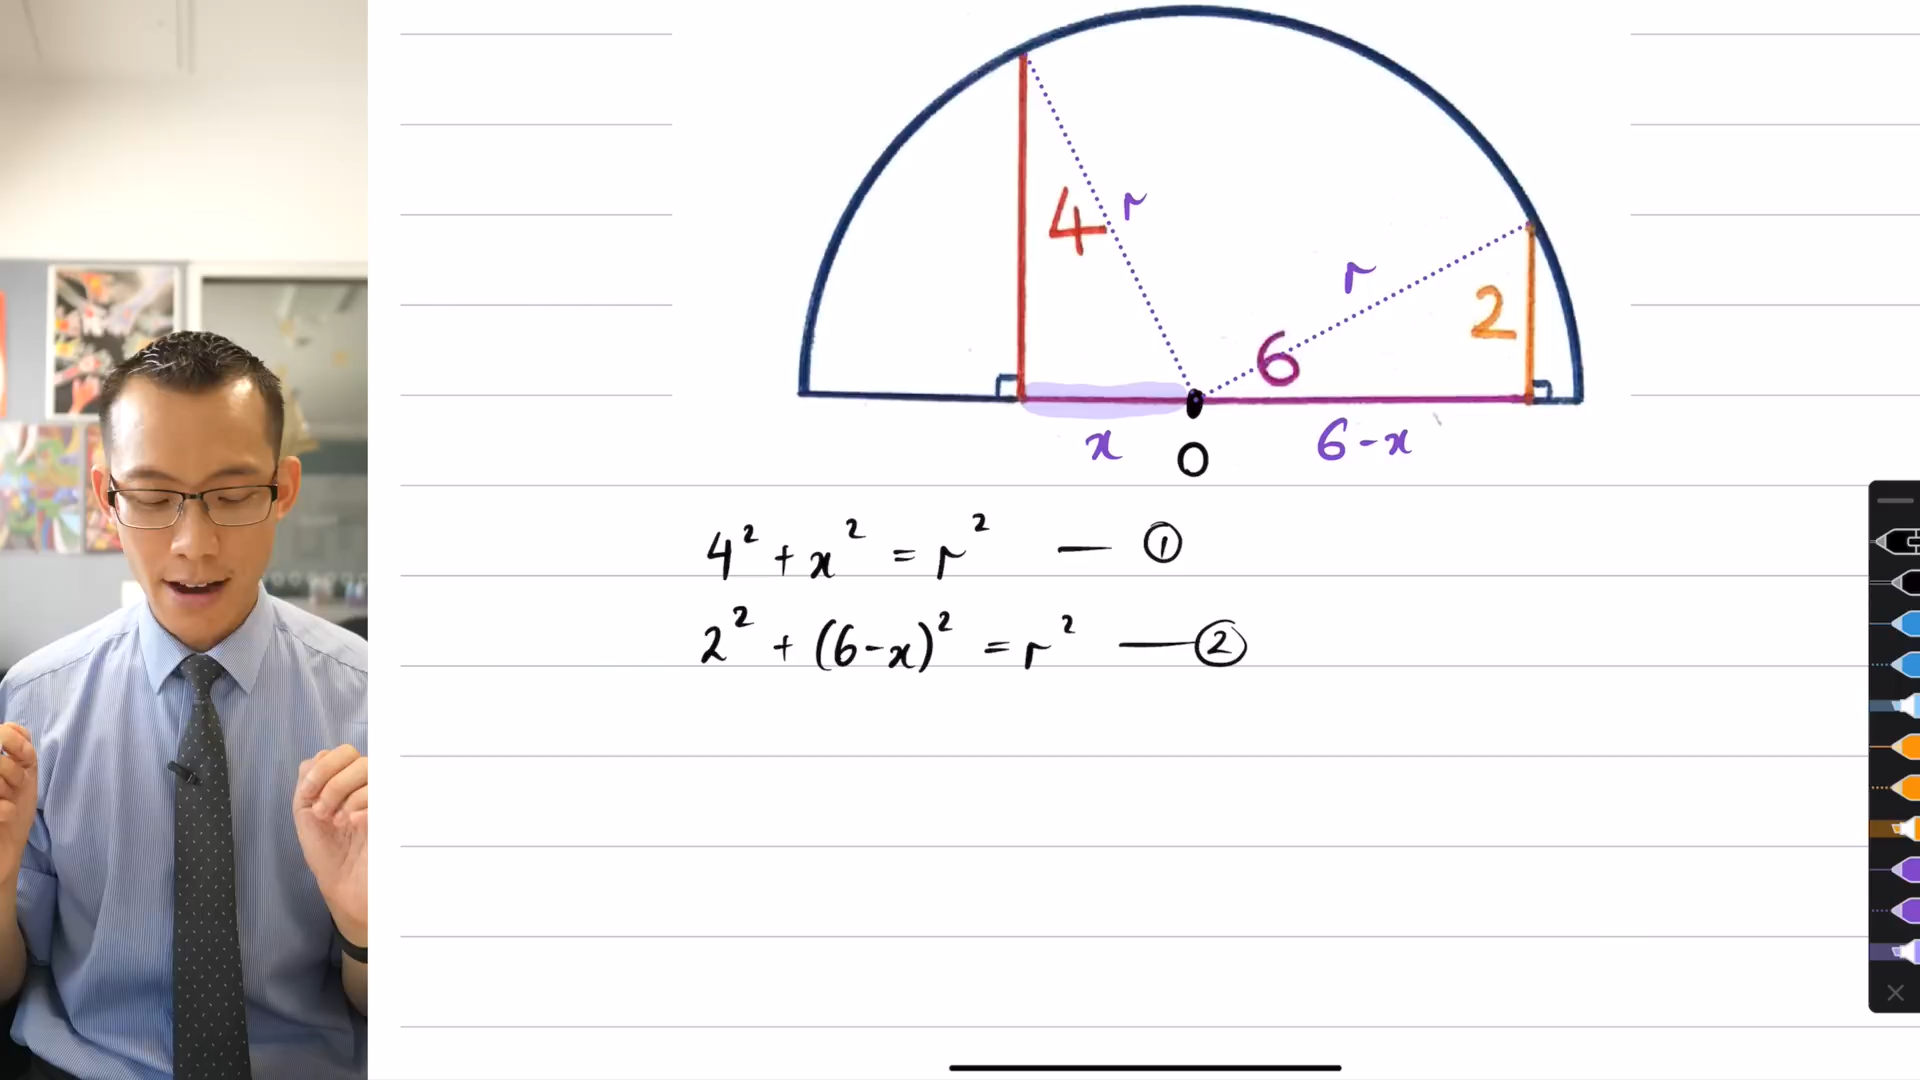 4 r
r
2
6
x 6-x
O
4² + x² = r² — ①
2² + (6-x)² = r² — ②